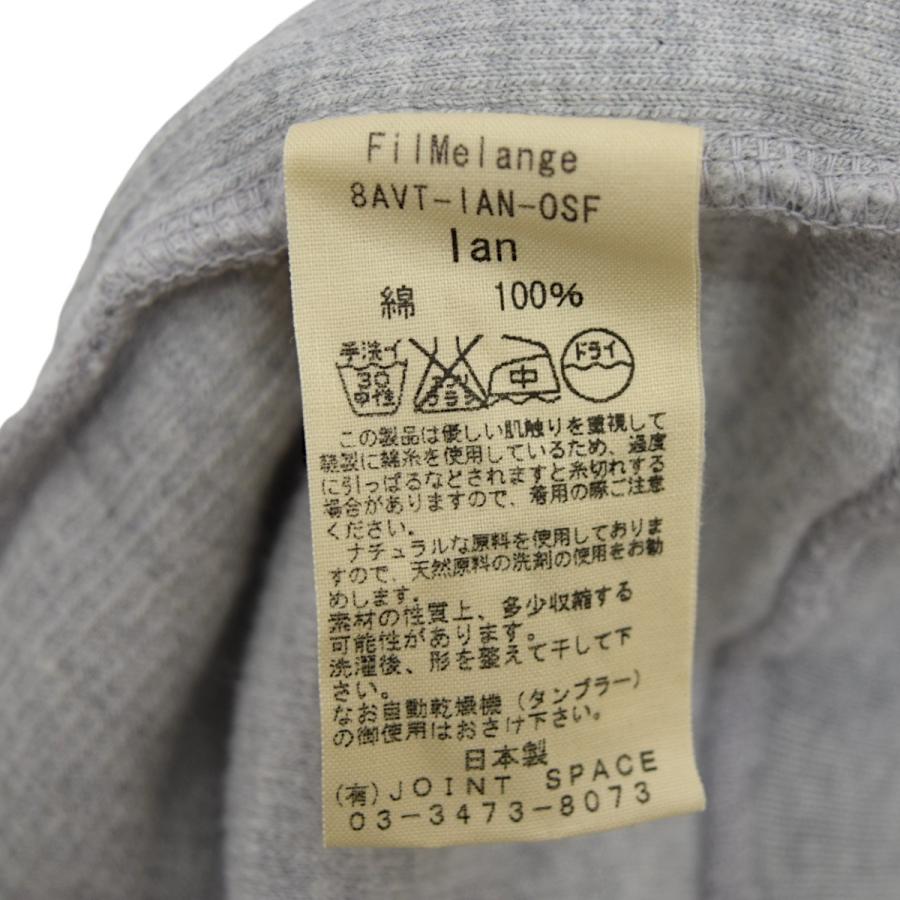 FilMelange
8AVT-IAN-OSF
Ian
綿 100%
手洗イ 30 中性 エンソサラシ 中 ドライ
この製品は優しい肌触りを重視して
縫製に綿糸を使用しているため、過度
に引っぱるなどされますと糸切れする
場合がありますので、着用の際ご注意
ください。
ナチュラルな原料を使用しておりま
すので、天然原料の洗剤の使用をお勧
めします。
素材の性質上、多少収縮する
可能性があります。
洗濯後、形を整えて干して下
さい。
なお自動乾燥機（タンブラー）
の御使用はおさけ下さい。
日本製
(有)JOINT SPACE
03-3473-8073